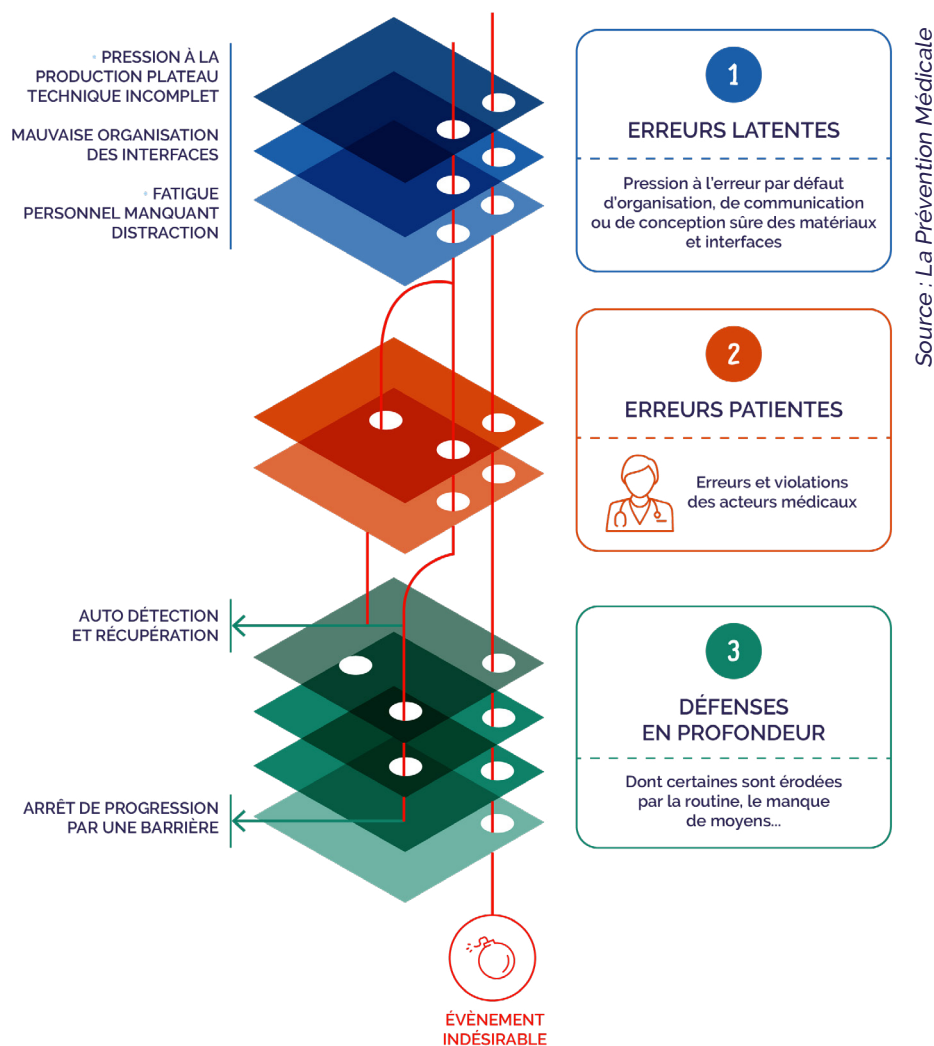 • PRESSION À LA
PRODUCTION PLATEAU
TECHNIQUE INCOMPLET
MAUVAISE ORGANISATION
DES INTERFACES
• FATIGUE
PERSONNEL MANQUANT
DISTRACTION
1
ERREURS LATENTES
Pression à l'erreur par défaut
d'organisation, de communication
ou de conception sûre des matériaux
et interfaces
Source : La Prévention Médicale
2
ERREURS PATIENTES
Erreurs et violations
des acteurs médicaux
AUTO DÉTECTION
ET RÉCUPÉRATION
ARRÊT DE PROGRESSION
PAR UNE BARRIÈRE
3
DÉFENSES
EN PROFONDEUR
Dont certaines sont érodées
par la routine, le manque
de moyens...
ÉVÈNEMENT
INDÉSIRABLE